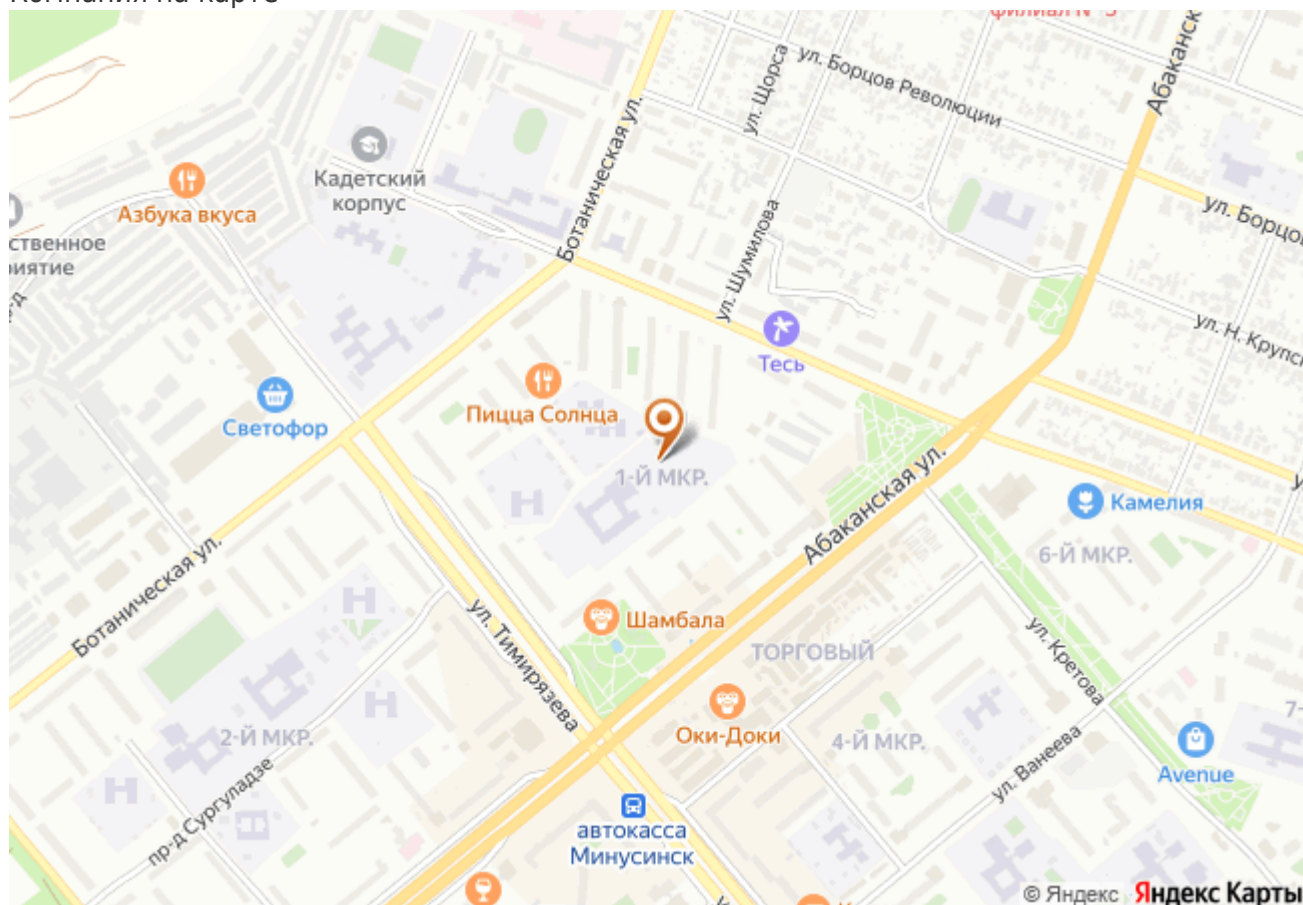 Абаканск
ул. Щорса
ул. Борцов Революции
Ботаническая ул.
Кадетский
корпус
Азбука вкуса
ственное
риятие
ул. Борцо
ул. Шумилова
ул. Н. Крупс
Тесь
Пицца Солнца
Светофор
1-Й МКР.
Абаканская ул.
Камелия
6-Й МКР.
Ботаническая ул.
ул. Тимирязева
Шамбала
ТОРГОВЫЙ
ул. Кретова
Оки-Доки
2-Й МКР.
4-Й МКР.
7-
ул. Ванеева
Avenue
пр-д Сургуладзе
автокасса
Минусинск
© Яндекс Яндекс Карты